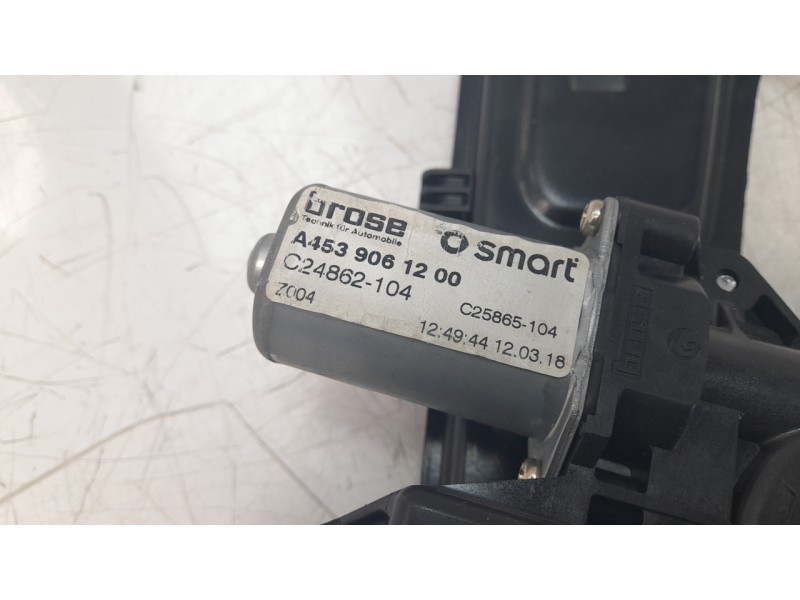 brose
Technik für Automobile
smart
A453 906 12 00
C24862-104
C25865-104
Z004
12:49:44 12.03.18
brose